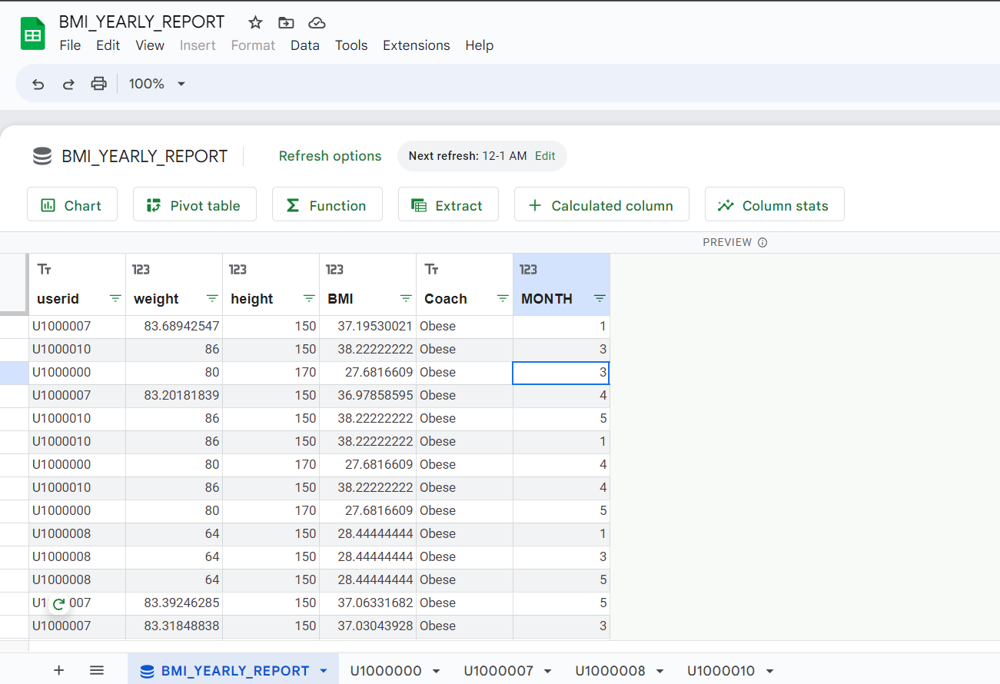 BMI_YEARLY_REPORT
File Edit View Insert Format Data Tools Extensions Help
100%
BMI_YEARLY_REPORT Refresh options Next refresh: 12-1 AM Edit
Chart Pivot table Function Extract Calculated column Column stats
PREVIEW
Tт 123 123 123 Tт 123
userid weight height BMI Coach MONTH
U1000007 83.68942547 150 37.19530021 Obese 1
U1000010 86 150 38.22222222 Obese 3
U1000000 80 170 27.6816609 Obese 3
U1000007 83.20181839 150 36.97858595 Obese 4
U1000010 86 150 38.22222222 Obese 5
U1000010 86 150 38.22222222 Obese 1
U1000000 80 170 27.6816609 Obese 4
U1000010 86 150 38.22222222 Obese 4
U1000000 80 170 27.6816609 Obese 5
U1000008 64 150 28.44444444 Obese 1
U1000008 64 150 28.44444444 Obese 3
U1000008 64 150 28.44444444 Obese 5
U1 007 83.39246285 150 37.06331682 Obese 5
U1000007 83.31848838 150 37.03043928 Obese 3
BMI_YEARLY_REPORT U1000000 U1000007 U1000008 U1000010